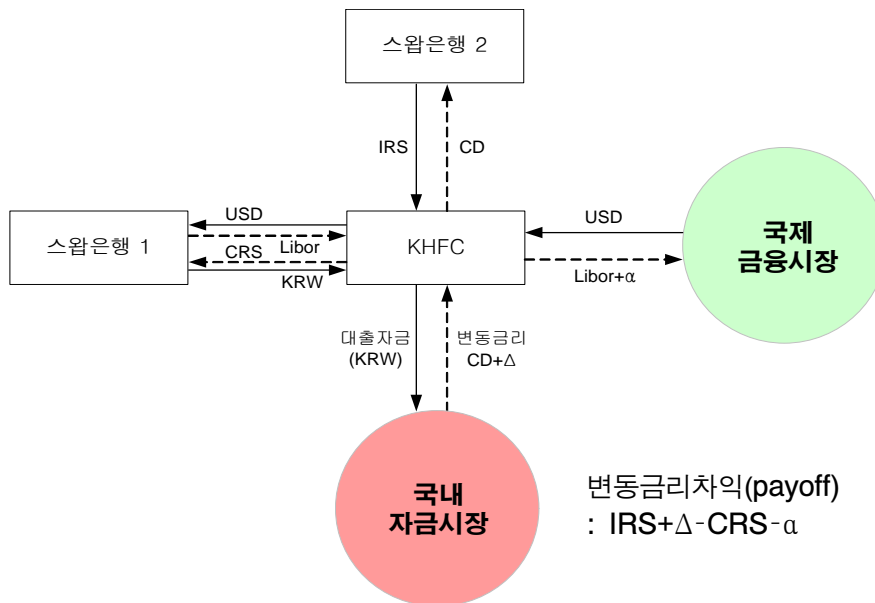 스왑은행 2
IRS
CD
스왑은행 1
USD
Libor
CRS
KRW
KHFC
USD
Libor+α
국제
금융시장
대출자금
(KRW)
변동금리
CD+Δ
국내
자금시장
변동금리차익(payoff)
: IRS+Δ-CRS-α